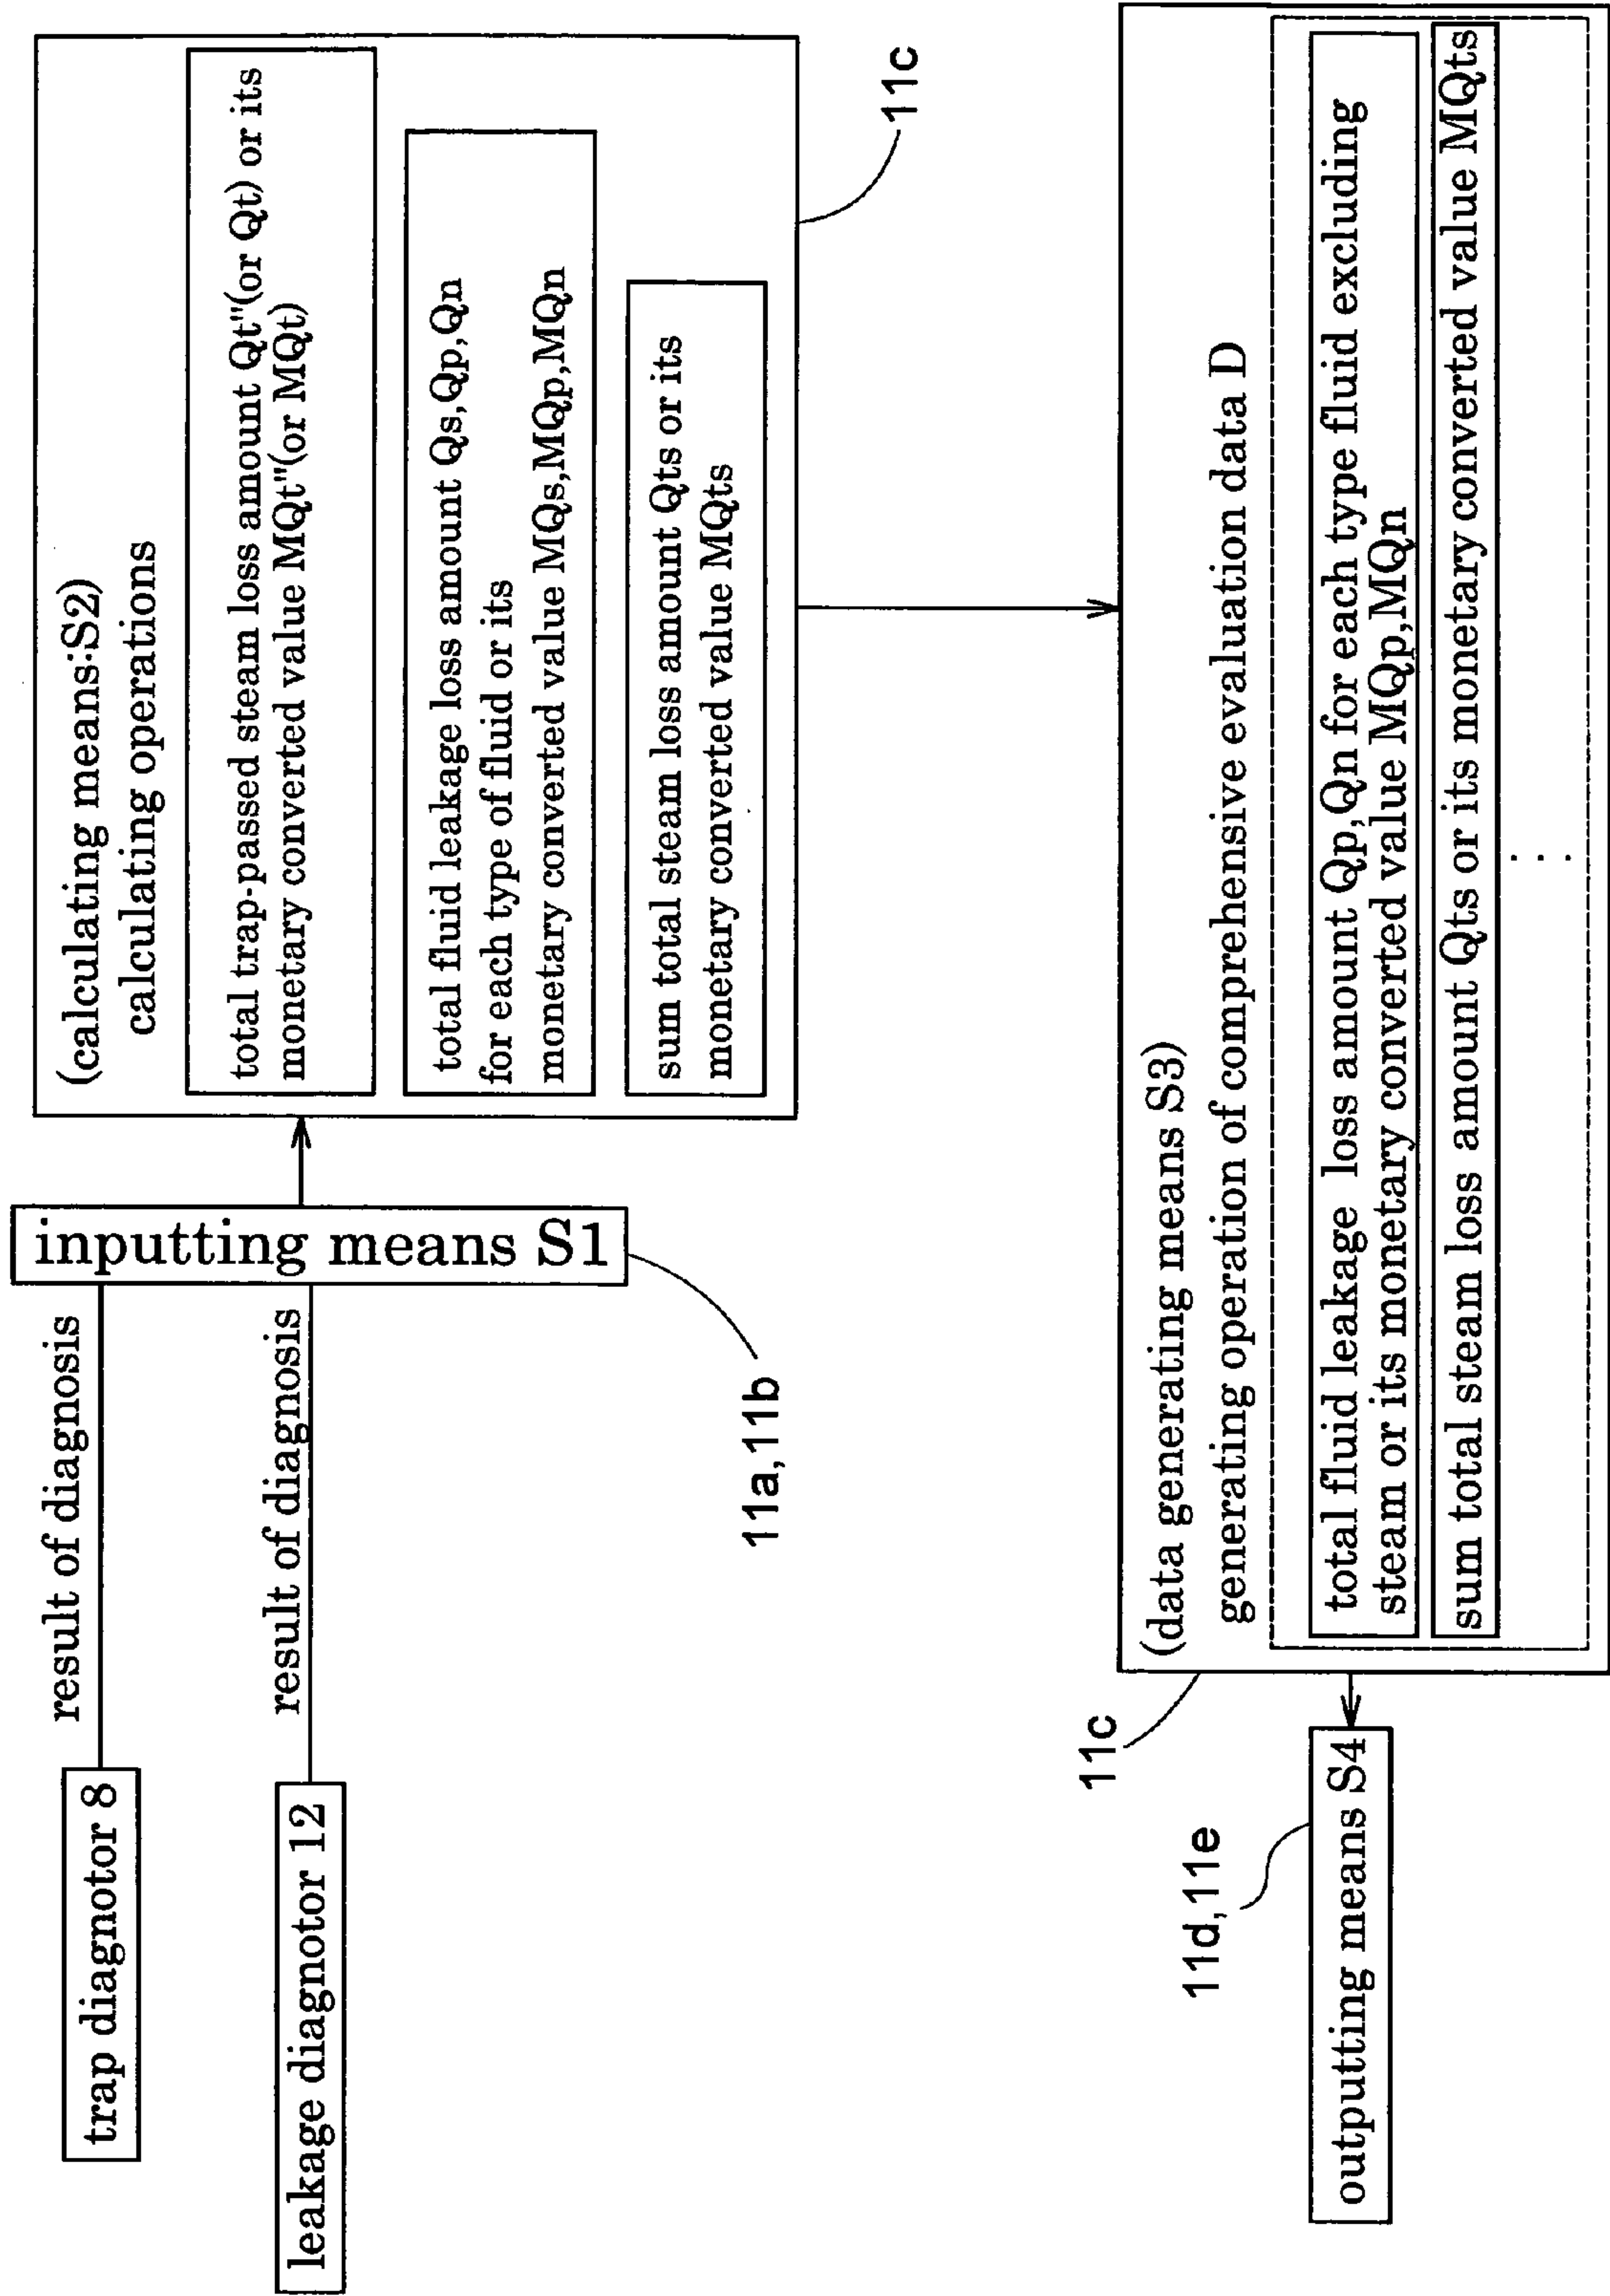 trap diagnotor 8
result of diagnosis
leakage diagnotor 12
result of diagnosis
inputting means S1
11a,11b
(calculating means:S2)
calculating operations
total trap-passed steam loss amount Qt"(or Qt) or its
monetary converted value MQt"(or MQt)
total fluid leakage loss amount Qs,Qp,Qn
for each type of fluid or its
monetary converted value MQs,MQp,MQn
sum total steam loss amount Qts or its
monetary converted value MQts
11c
(data generating means S3)
generating operation of comprehensive evaluation data D
total fluid leakage loss amount Qp,Qn for each type fluid excluding
steam or its monetary converted value MQp,MQn
sum total steam loss amount Qts or its monetary converted value MQts
...
11c
outputting means S4
11d,11e